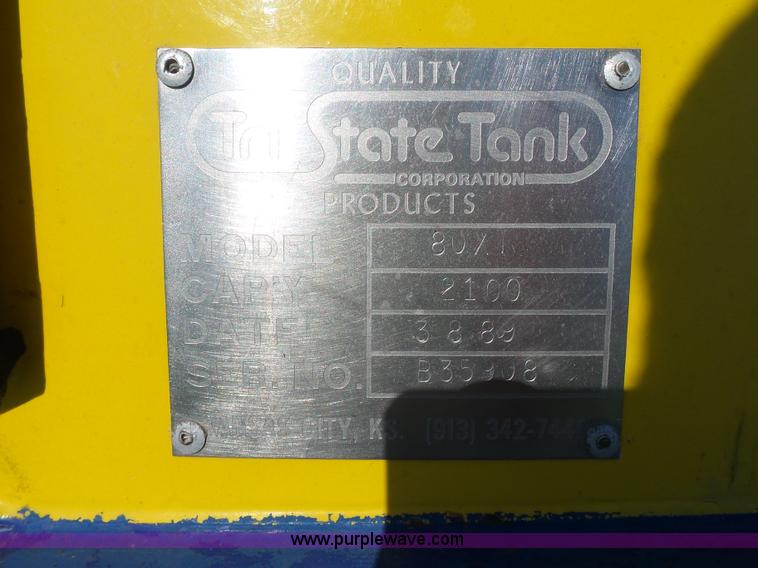 QUALITY
Tri State Tank
CORPORATION
PRODUCTS
MODEL
CAP'Y. 2100
DATE 3 8 89
SER. NO.
CITY, KS. (913)
www.purplewave.com